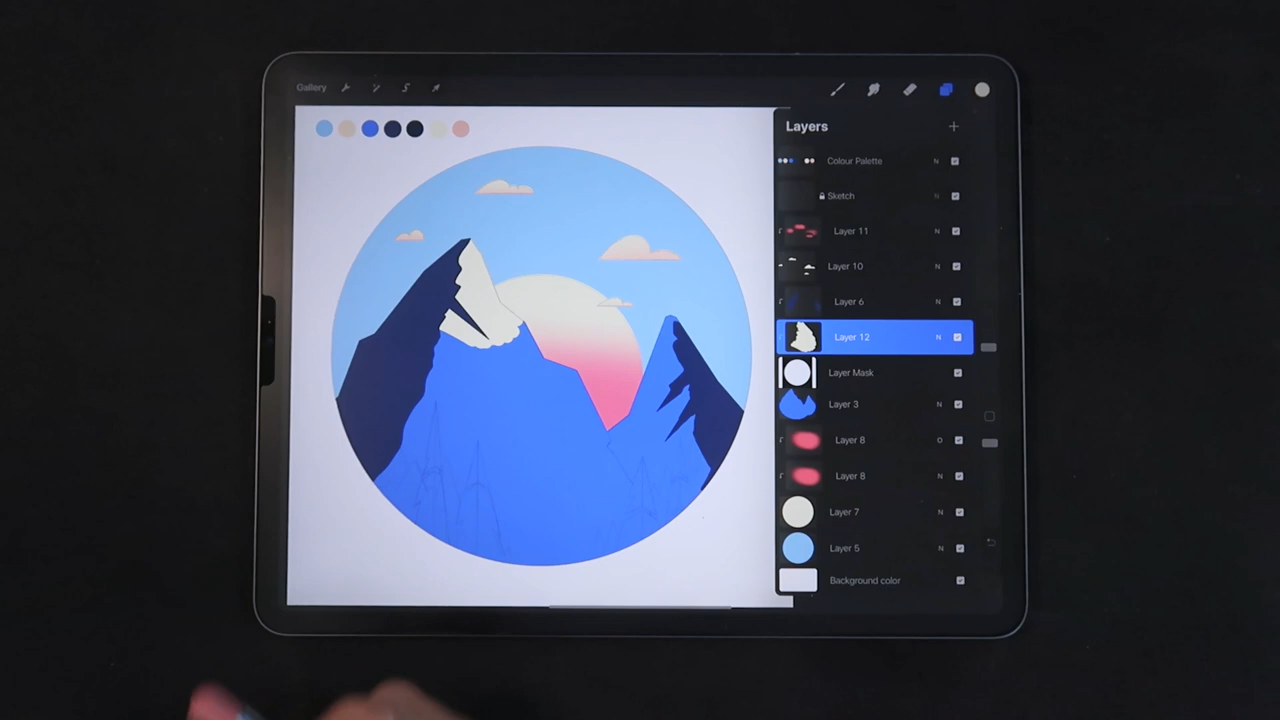 Gallery
Layers
Colour Palette N
Sketch N
Layer 11 N
Layer 10 N
Layer 6 N
Layer 12 N
Layer Mask
Layer 3 N
Layer 8 O
Layer 8 N
Layer 7 N
Layer 5 N
Background color